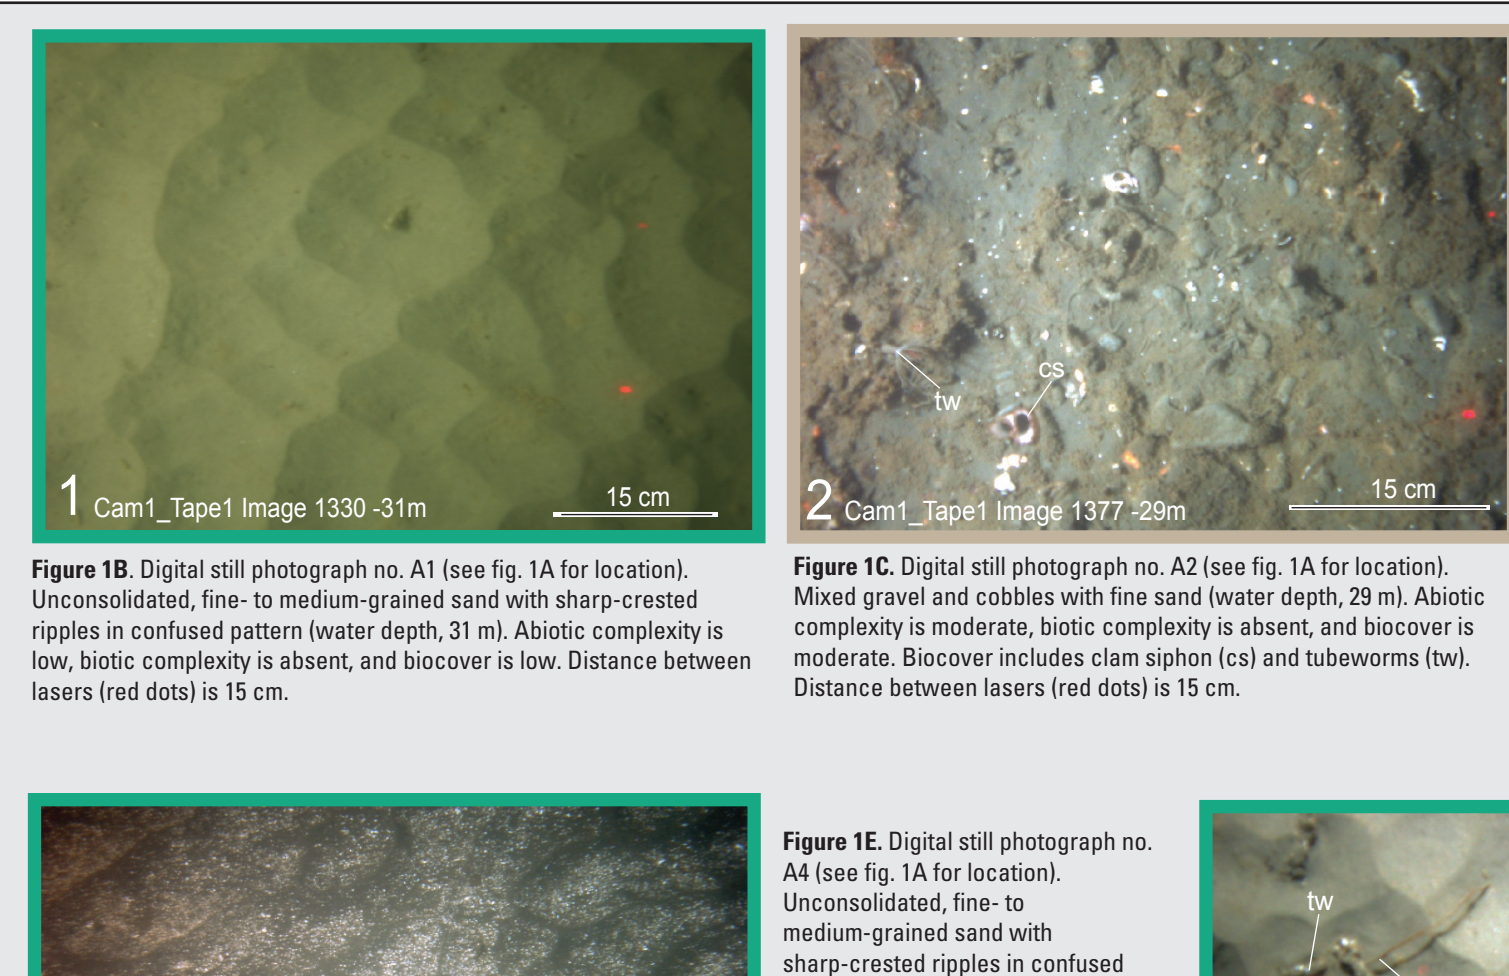 1 Cam1_Tape1 Image 1330 -31m
15 cm
Figure 1B. Digital still photograph no. A1 (see fig. 1A for location).
Unconsolidated, fine- to medium-grained sand with sharp-crested
ripples in confused pattern (water depth, 31 m). Abiotic complexity is
low, biotic complexity is absent, and biocover is low. Distance between
lasers (red dots) is 15 cm.
tw
cs
2 Cam1_Tape1 Image 1377 -29m
15 cm
Figure 1C. Digital still photograph no. A2 (see fig. 1A for location).
Mixed gravel and cobbles with fine sand (water depth, 29 m). Abiotic
complexity is moderate, biotic complexity is absent, and biocover is
moderate. Biocover includes clam siphon (cs) and tubeworms (tw).
Distance between lasers (red dots) is 15 cm.
Figure 1E. Digital still photograph no.
A4 (see fig. 1A for location).
Unconsolidated, fine- to
medium-grained sand with
sharp-crested ripples in confused
tw